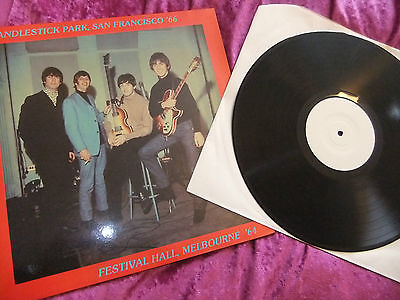 ANDLESTICK PARK, SAN FRANCISCO '66
FESTIVAL HALL, MELBOURNE '64